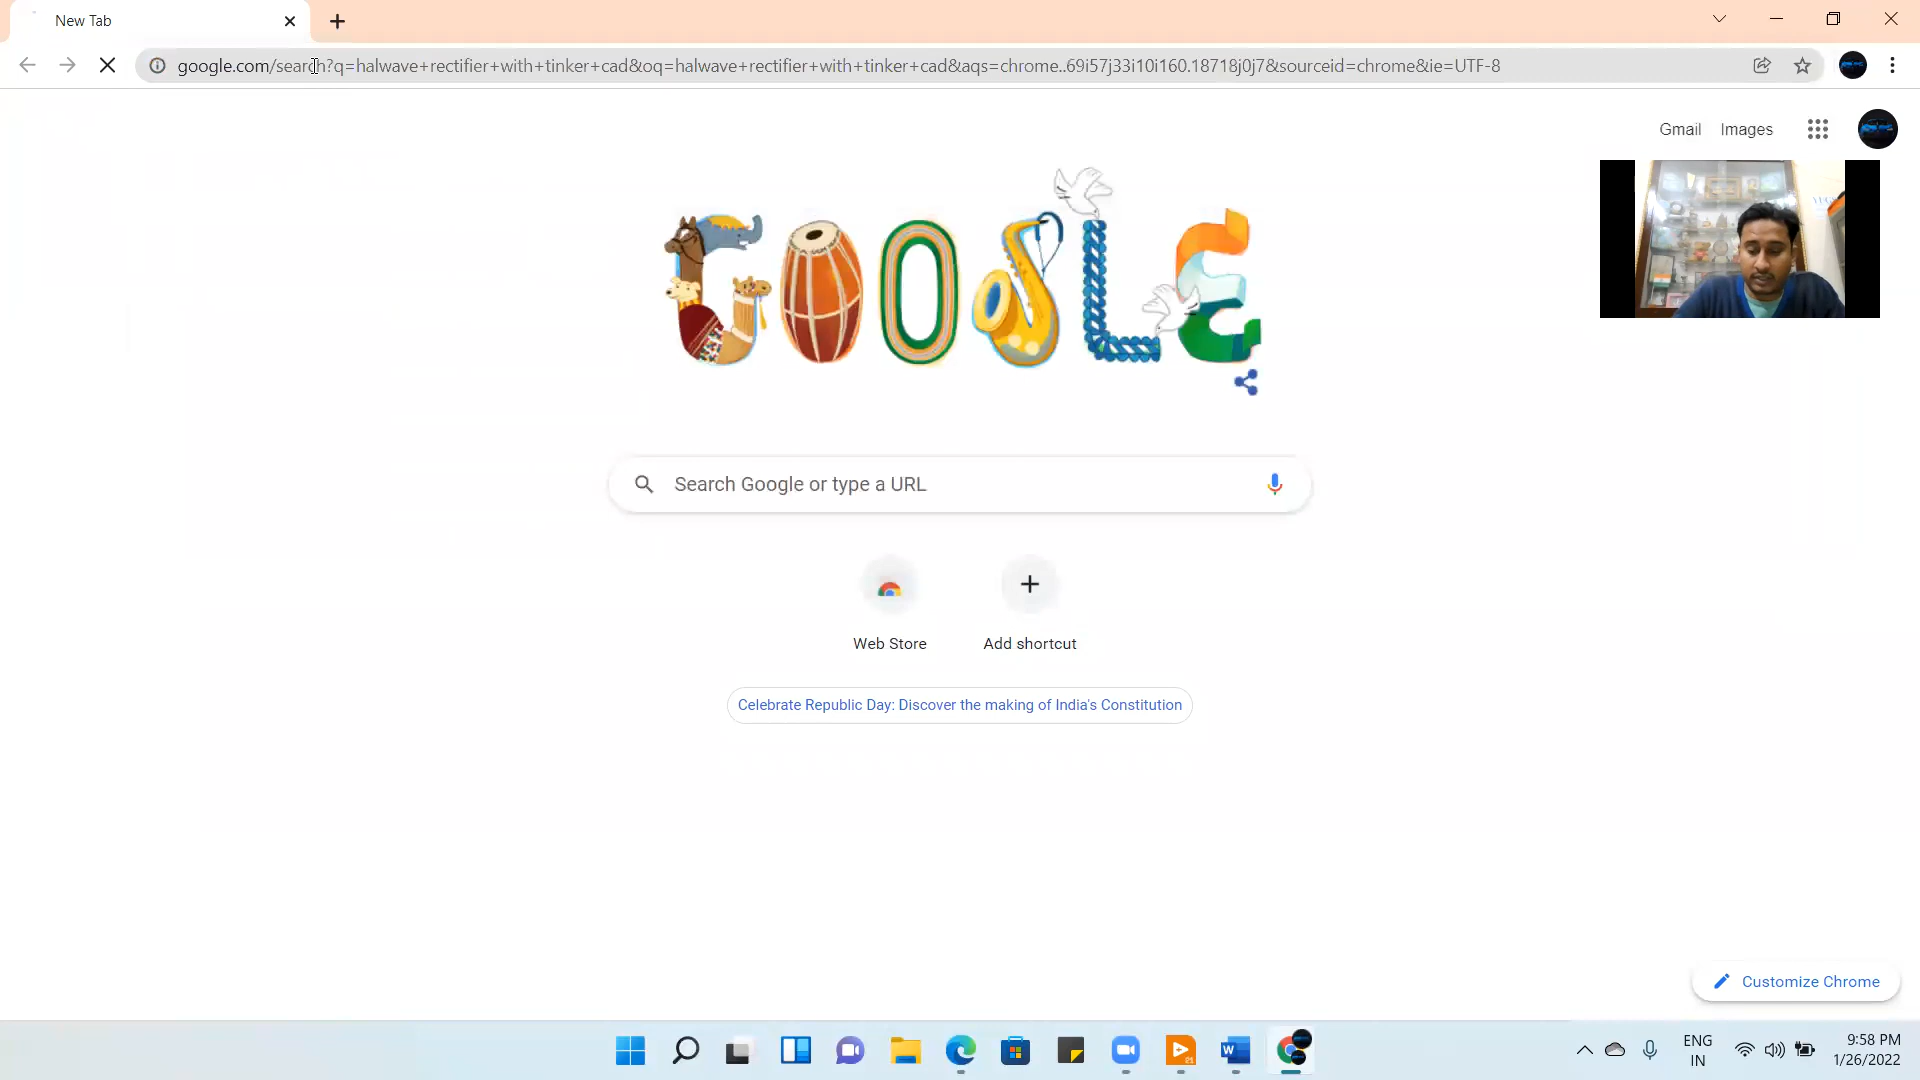 New Tab
google.com/search?q=halwave+rectifier+with+tinker+cad&oq=halwave+rectifier+with+tinker+cad&aqs=chrome..69i57j33i10i160.18718j0j7&sourceid=chrome&ie=UTF-8
Gmail Images
GOOGLE
Search Google or type a URL
Web Store
Add shortcut
Celebrate Republic Day: Discover the making of India's Constitution
Customize Chrome
ENG
IN
9:58 PM
1/26/2022